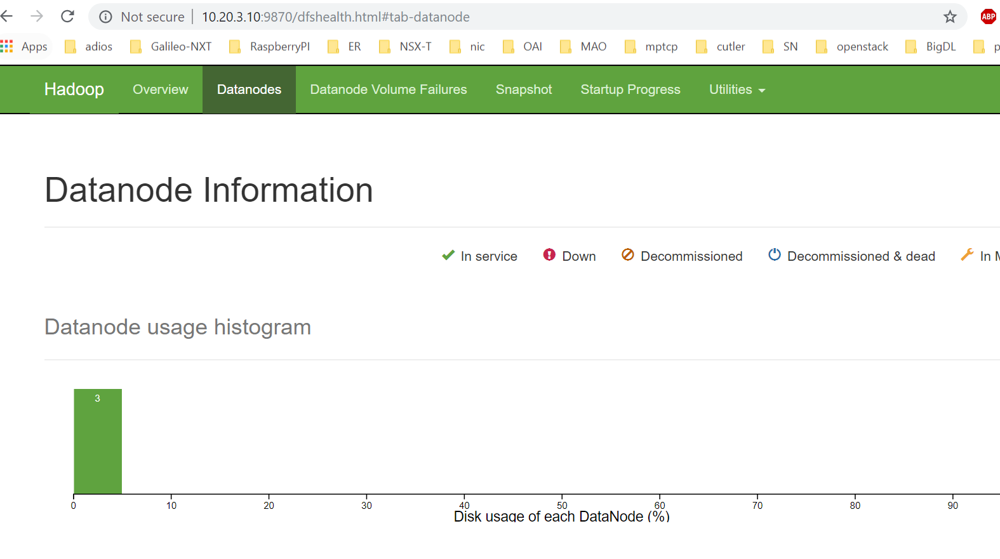 Not secure | 10.20.3.10:9870/dfshealth.html#tab-datanode ABP
Apps adios Galileo-NXT RaspberryPI ER NSX-T nic OAI MAO mptcp cutler SN openstack BigDL p
Hadoop Overview Datanodes Datanode Volume Failures Snapshot Startup Progress Utilities
Datanode Information
In service Down Decommissioned Decommissioned & dead In M
Datanode usage histogram
3
0 10 20 30 40 50 60 70 80 90
Disk usage of each DataNode (%)